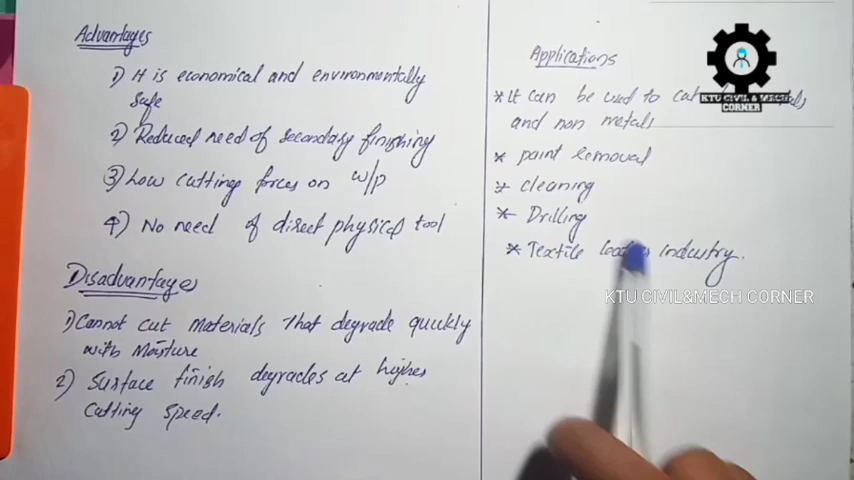 Advantages
1) It is economical and environmentally
safe
2) Reduced need of secondary finishing
3) Low cutting forces on w/p
4) No need of direct physical tool
Disadvantages
1) Cannot cut materials that degrade quickly
with Moisture
2) Surface finish degrades at higher
cutting speed.
Applications
* It can be used to cut
and non metals
* paint removal
* cleaning
* Drilling
* Textile industry.
KTU CIVIL & MECH
CORNER
KTU CIVIL&MECH CORNER